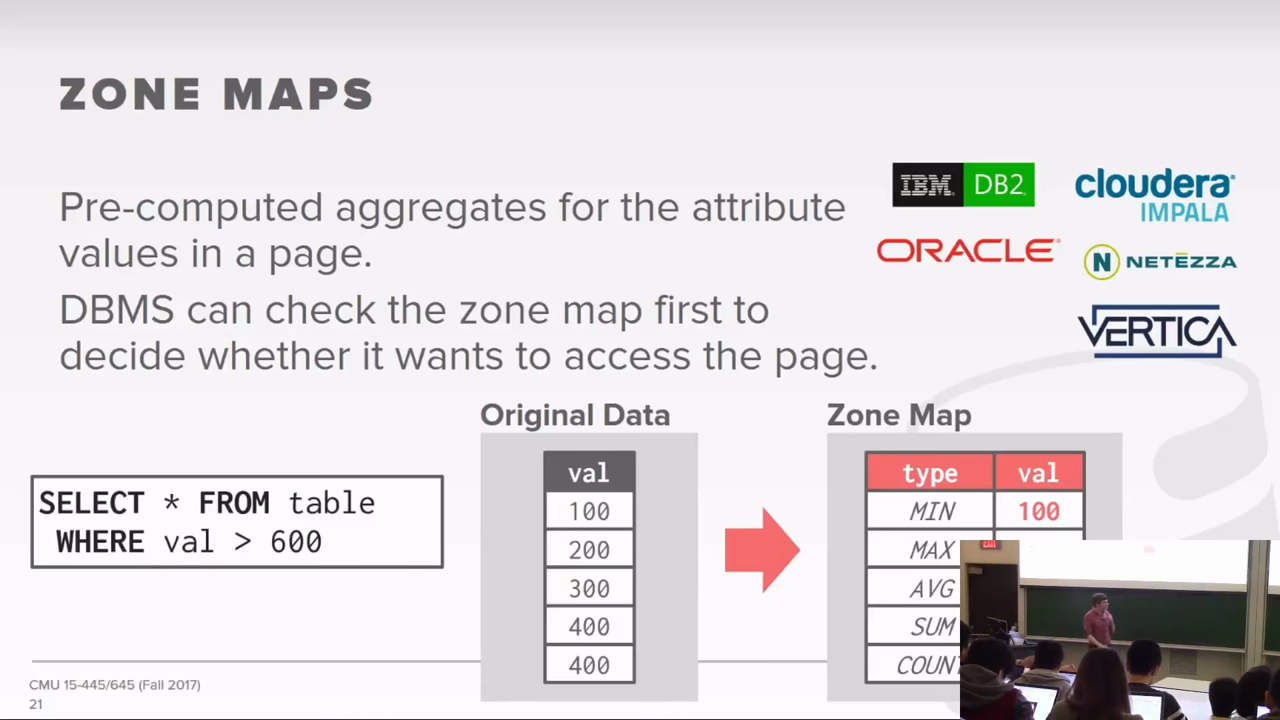 ZONE MAPS
Pre-computed aggregates for the attribute
values in a page.
DBMS can check the zone map first to
decide whether it wants to access the page.
IBM DB2
cloudera
IMPALA
ORACLE
N NETEZZA
VERTICA
SELECT * FROM table
WHERE val > 600
Original Data
val
100
200
300
400
400
Zone Map
type val
MIN 100
MAX
AVG
SUM
COUN
CMU 15-445/645 (Fall 2017)
21
EXIT